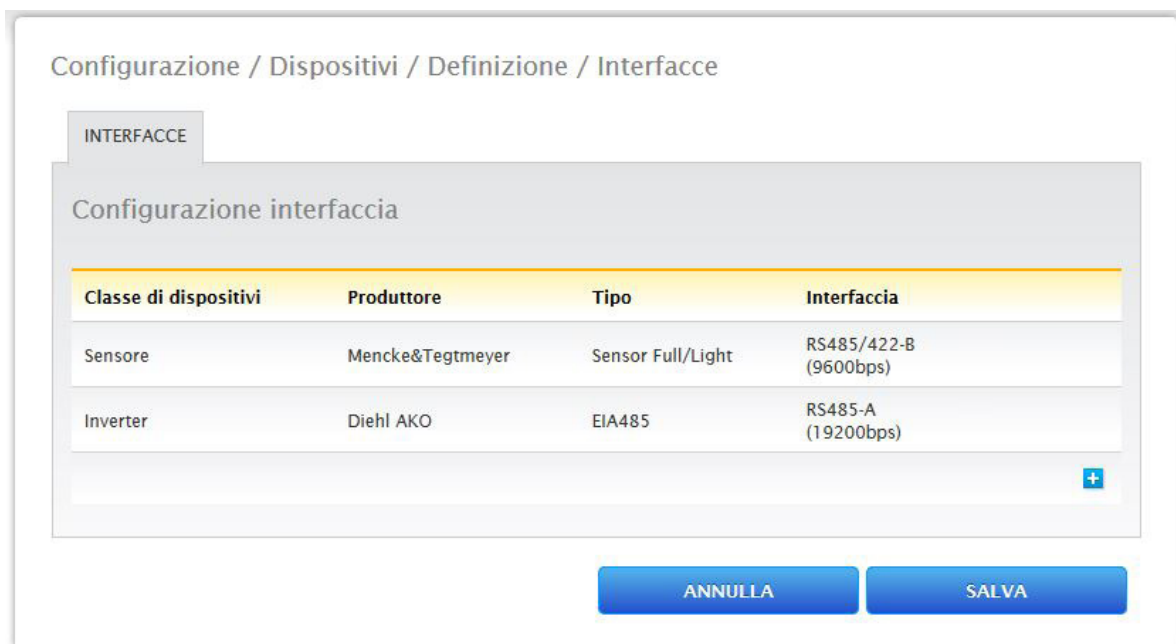 Configurazione / Dispositivi / Definizione / Interfacce
INTERFACCE
Configurazione interfaccia
Classe di dispositivi Produttore Tipo Interfaccia
Sensore Mencke&Tegtmeyer Sensor Full/Light RS485/422-B
(9600bps)
Inverter Diehl AKO EIA485 RS485-A
(19200bps)
+
ANNULLA SALVA